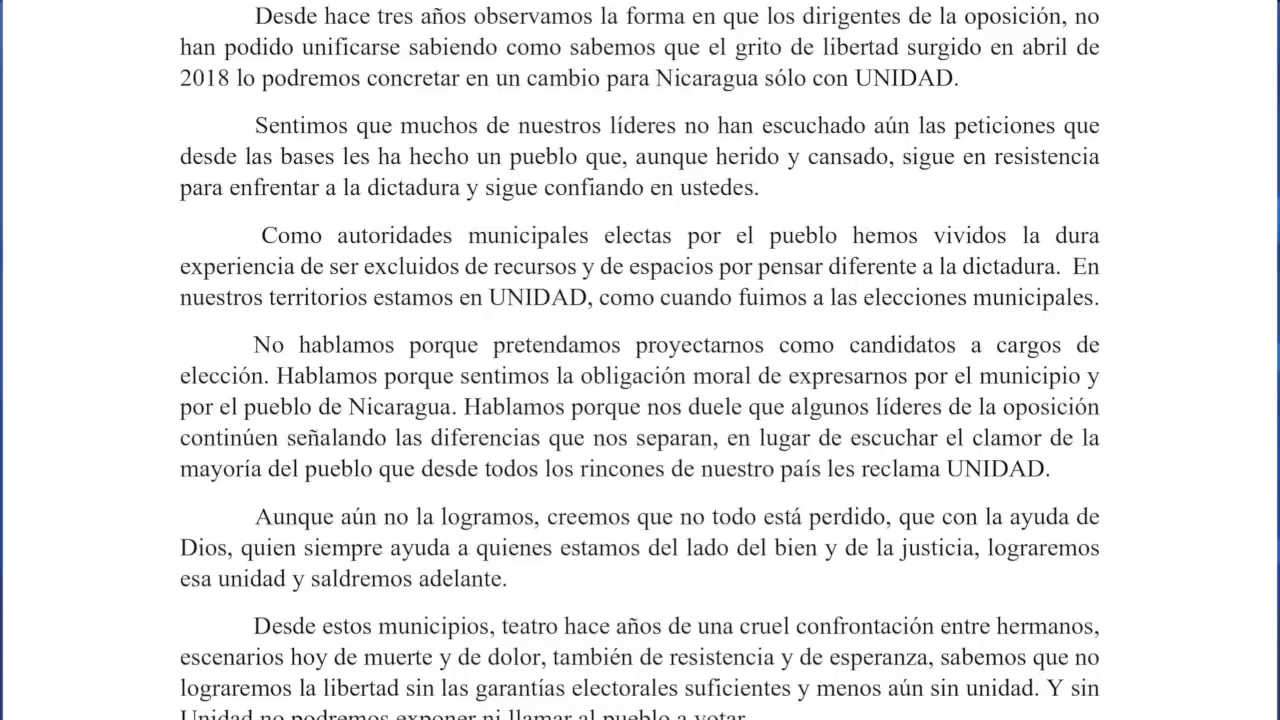 Desde hace tres años observamos la forma en que los dirigentes de la oposición, no
han podido unificarse sabiendo como sabemos que el grito de libertad surgido en abril de
2018 lo podremos concretar en un cambio para Nicaragua sólo con UNIDAD.
Sentimos que muchos de nuestros líderes no han escuchado aún las peticiones que
desde las bases les ha hecho un pueblo que, aunque herido y cansado, sigue en resistencia
para enfrentar a la dictadura y sigue confiando en ustedes.
Como autoridades municipales electas por el pueblo hemos vividos la dura
experiencia de ser excluidos de recursos y de espacios por pensar diferente a la dictadura. En
nuestros territorios estamos en UNIDAD, como cuando fuimos a las elecciones municipales.
No hablamos porque pretendamos proyectarnos como candidatos a cargos de
elección. Hablamos porque sentimos la obligación moral de expresarnos por el municipio y
por el pueblo de Nicaragua. Hablamos porque nos duele que algunos líderes de la oposición
continúen señalando las diferencias que nos separan, en lugar de escuchar el clamor de la
mayoría del pueblo que desde todos los rincones de nuestro país les reclama UNIDAD.
Aunque aún no la logramos, creemos que no todo está perdido, que con la ayuda de
Dios, quien siempre ayuda a quienes estamos del lado del bien y de la justicia, lograremos
esa unidad y saldremos adelante.
Desde estos municipios, teatro hace años de una cruel confrontación entre hermanos,
escenarios hoy de muerte y de dolor, también de resistencia y de esperanza, sabemos que no
lograremos la libertad sin las garantías electorales suficientes y menos aún sin unidad. Y sin
Unidad no podremos exponer ni llamar al pueblo a votar.